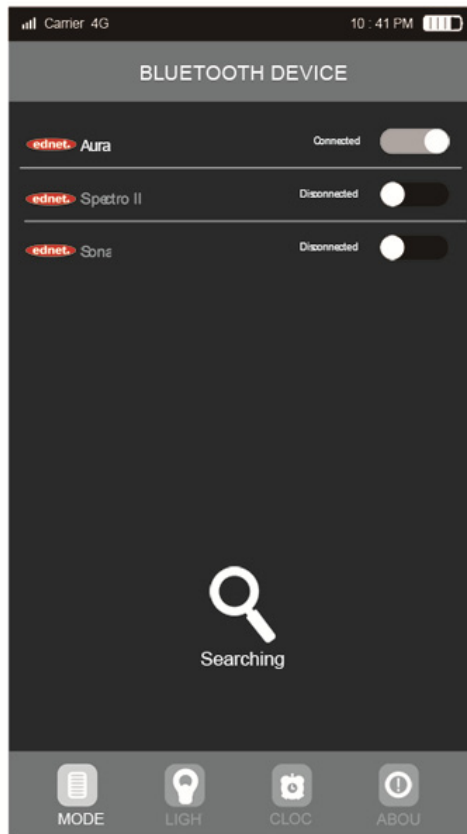 Carrier 4G 10 : 41 PM
BLUETOOTH DEVICE
ednet. Aura Connected
ednet. Spectro II Disconnected
ednet. Sona Disconnected
Searching
MODE LIGH CLOC ABOU